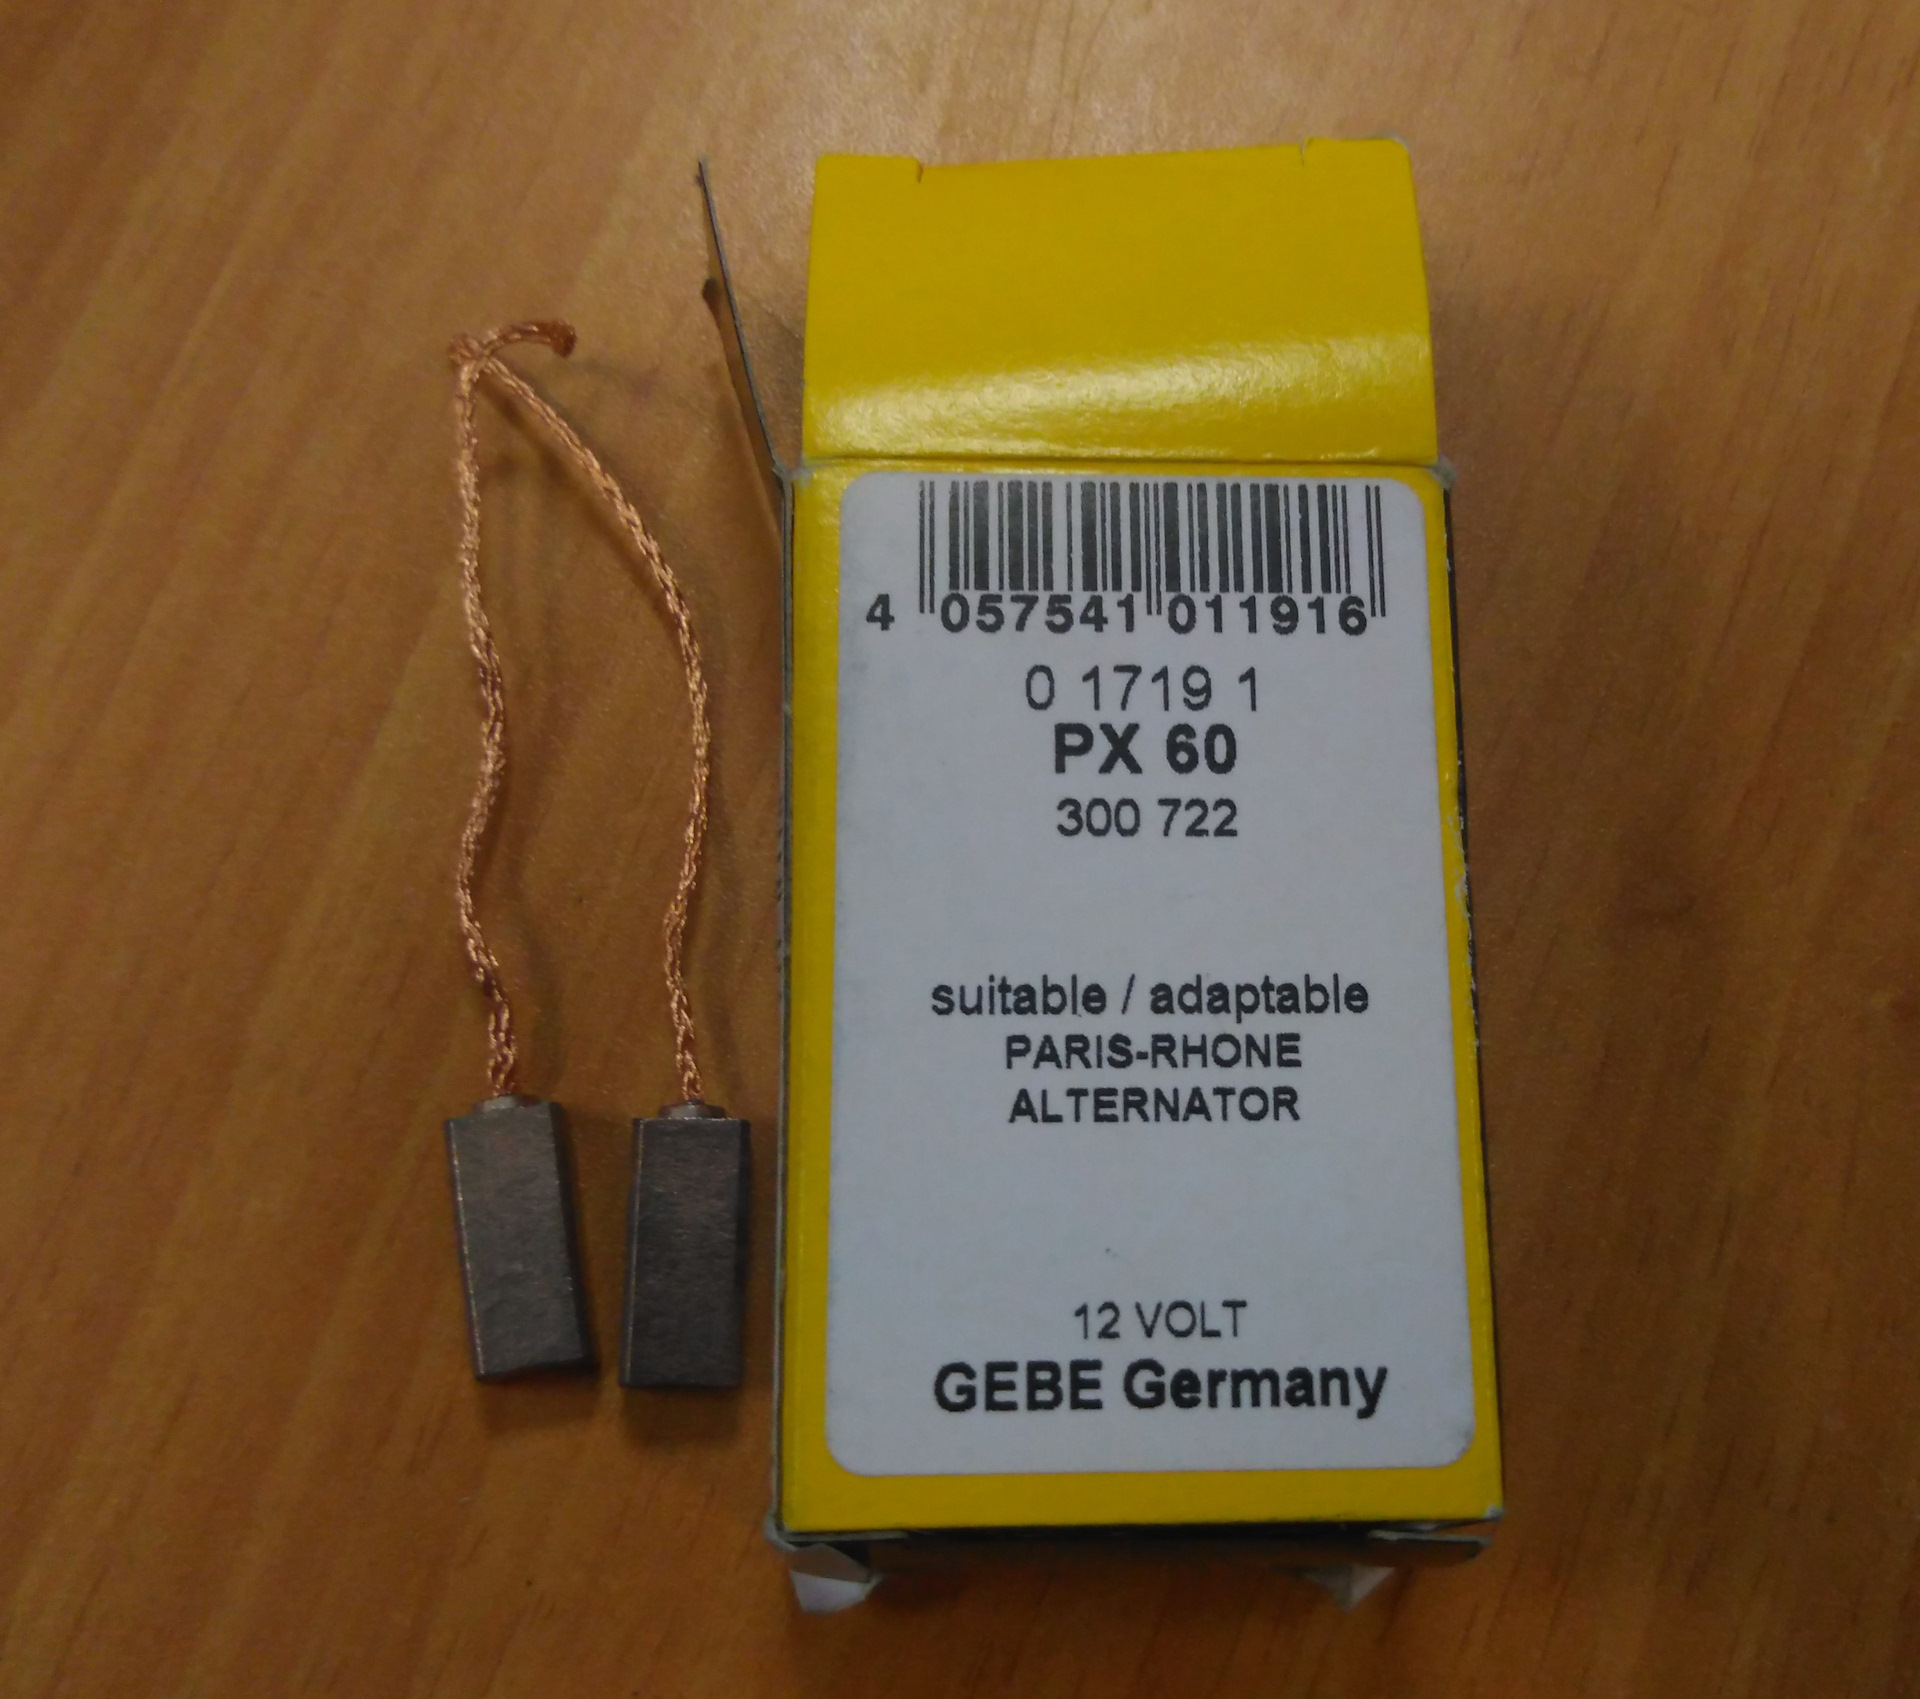 4 057541 011916
0 1719 1
PX 60
300 722
suitable / adaptable
PARIS-RHONE
ALTERNATOR
12 VOLT
GEBE Germany